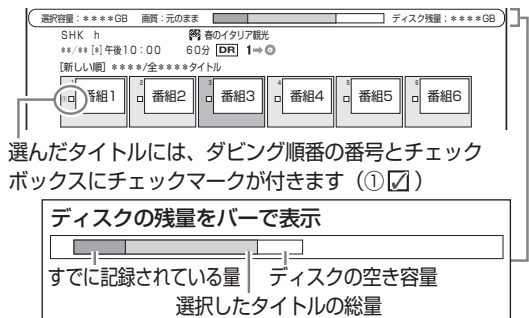 選択容量：＊＊＊＊GB 画質：元のまま ディスク残量：＊＊＊＊GB
SHK h 春のイタリア観光
＊＊/＊＊［＊］午後10：00 60分 DR 1⇒◎
［新しい順］＊＊＊＊/全＊＊＊＊タイトル
1 番組1 2 番組2 3 番組3 4 番組4 5 番組5 6 番組6
選んだタイトルには、ダビング順番の番号とチェック
ボックスにチェックマークが付きます（①☑）
ディスクの残量をバーで表示
すでに記録されている量 ディスクの空き容量
選択したタイトルの総量